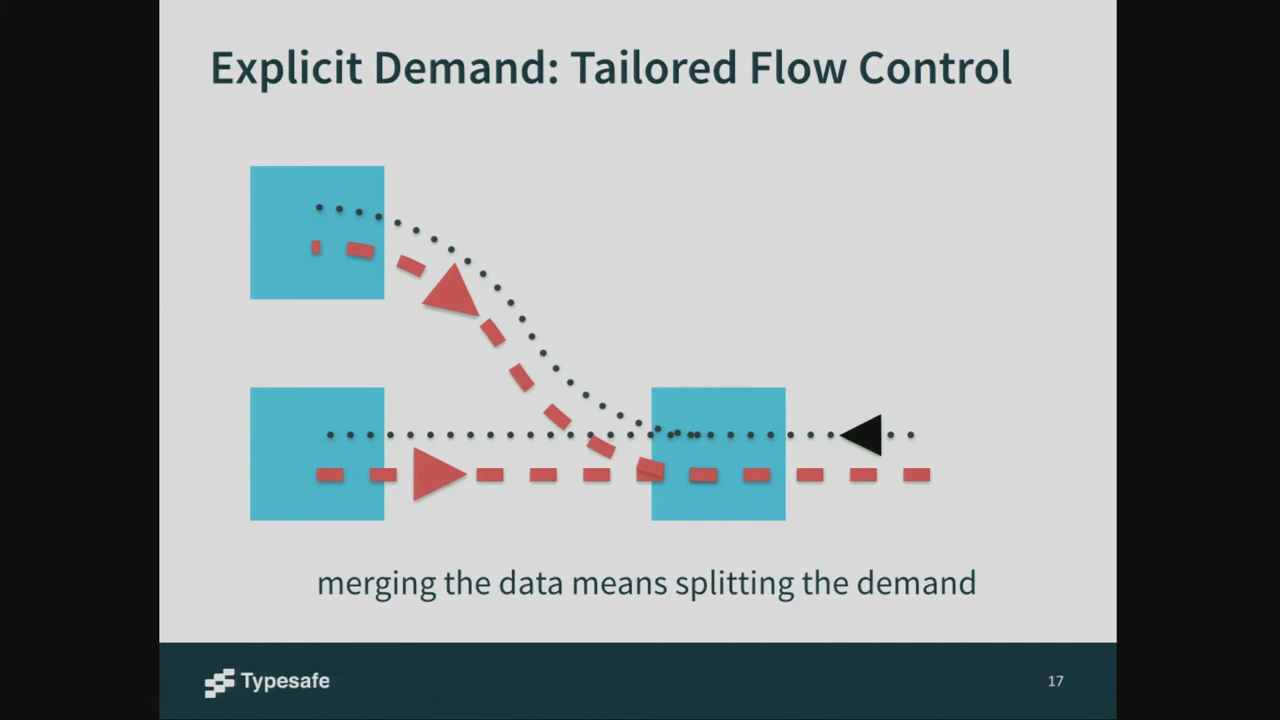 Explicit Demand: Tailored Flow Control
merging the data means splitting the demand
Typesafe
17